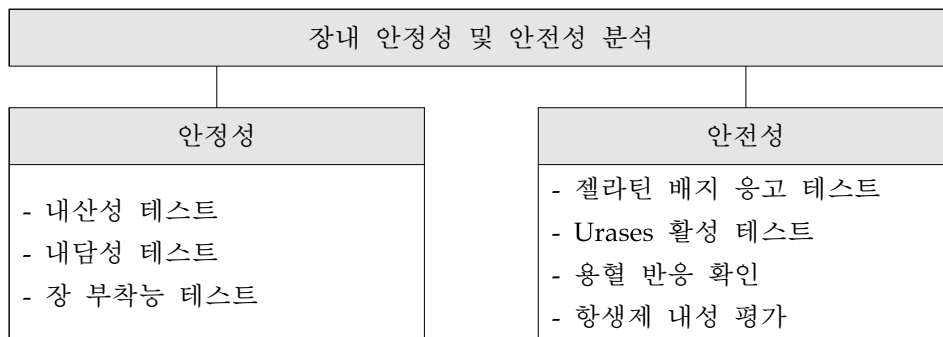 장내 안정성 및 안전성 분석
안정성
- 내산성 테스트
- 내담성 테스트
- 장 부착능 테스트
안전성
- 젤라틴 배지 응고 테스트
- Urases 활성 테스트
- 용혈 반응 확인
- 항생제 내성 평가